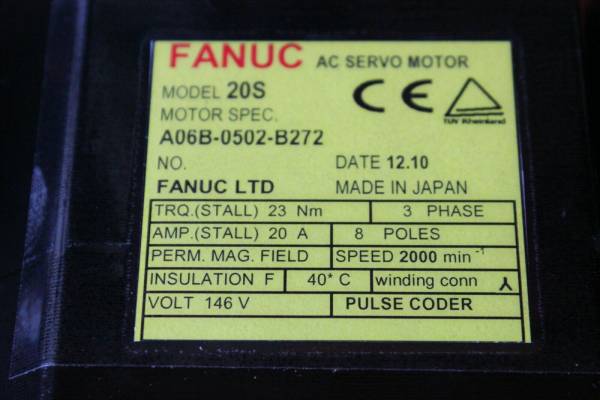 FANUC AC SERVO MOTOR
MODEL 20S
MOTOR SPEC.
A06B-0502-B272
TUV Rheinland
NO. DATE 12.10
FANUC LTD MADE IN JAPAN
TRQ.(STALL) 23 Nm 3 PHASE
AMP.(STALL) 20 A 8 POLES
PERM. MAG. FIELD SPEED 2000 min -1
INSULATION F 40* C winding conn
VOLT 146 V PULSE CODER